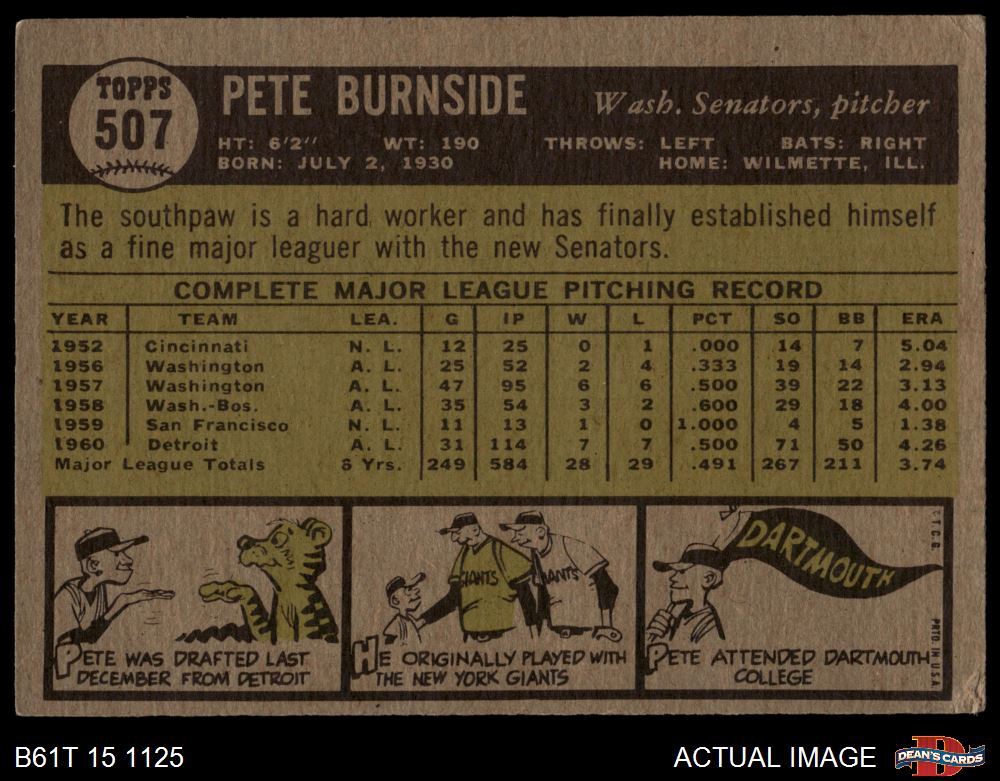 TOPPS
507
PETE BURNSIDE
Wash. Senators, pitcher
HT: 6'2" WT: 190 THROWS: LEFT BATS: RIGHT
BORN: JULY 2, 1930 HOME: WILMETTE, ILL.
The southpaw is a hard worker and has finally established himself
as a fine major leaguer with the new Senators.
COMPLETE MAJOR LEAGUE PITCHING RECORD
YEAR TEAM LEA. G IP W L PCT SO BB ERA
1952 Cincinnati N. L. 12 25 0 1 .000 14 7 5.04
1956 Washington A. L. 25 52 2 4 .333 19 14 2.94
1957 Washington A. L. 47 95 6 6 .500 39 22 3.13
1958 Wash.-Bos. A. L. 35 54 3 2 .600 29 18 4.00
1959 San Francisco N. L. 11 13 1 0 1.000 4 5 1.38
1960 Detroit A. L. 31 114 7 7 .500 71 50 4.26
Major League Totals 6 Yrs. 249 584 28 29 .491 267 211 3.74
GIANTS
IANTS
DARTMOUTH
©T.C.G.
PRTD. IN U.S.A.
PETE WAS DRAFTED LAST
DECEMBER FROM DETROIT
HE ORIGINALLY PLAYED WITH
THE NEW YORK GIANTS
PETE ATTENDED DARTMOUTH
COLLEGE
B61T 15 1125
ACTUAL IMAGE
DEAN'S CARDS